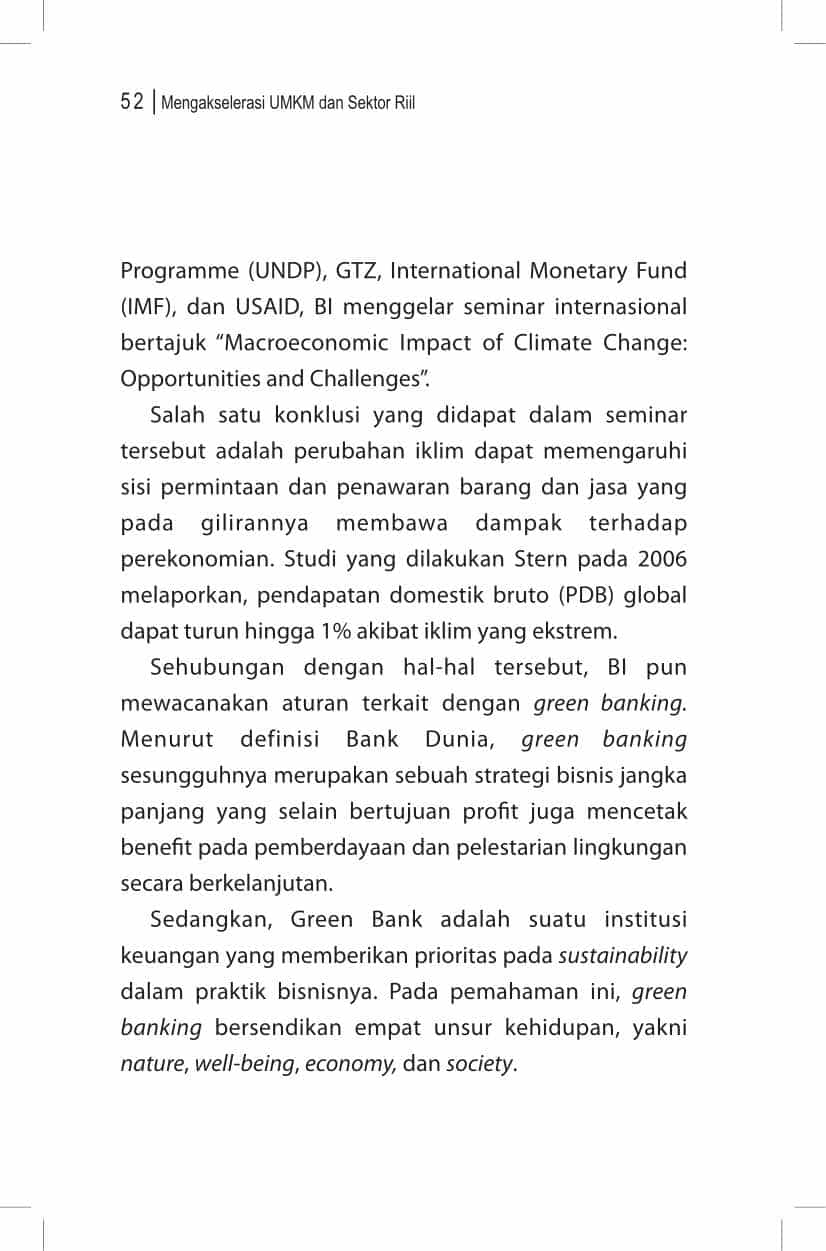 52 | Mengakselerasi UMKM dan Sektor Riil
Programme (UNDP), GTZ, International Monetary Fund
(IMF), dan USAID, BI menggelar seminar internasional
bertajuk “Macroeconomic Impact of Climate Change:
Opportunities and Challenges”.
Salah satu konklusi yang didapat dalam seminar
tersebut adalah perubahan iklim dapat memengaruhi
sisi permintaan dan penawaran barang dan jasa yang
pada gilirannya membawa dampak terhadap
perekonomian. Studi yang dilakukan Stern pada 2006
melaporkan, pendapatan domestik bruto (PDB) global
dapat turun hingga 1% akibat iklim yang ekstrem.
Sehubungan dengan hal-hal tersebut, BI pun
mewacanakan aturan terkait dengan green banking.
Menurut definisi Bank Dunia, green banking
sesungguhnya merupakan sebuah strategi bisnis jangka
panjang yang selain bertujuan profit juga mencetak
benefit pada pemberdayaan dan pelestarian lingkungan
secara berkelanjutan.
Sedangkan, Green Bank adalah suatu institusi
keuangan yang memberikan prioritas pada sustainability
dalam praktik bisnisnya. Pada pemahaman ini, green
banking bersendikan empat unsur kehidupan, yakni
nature, well-being, economy, dan society.